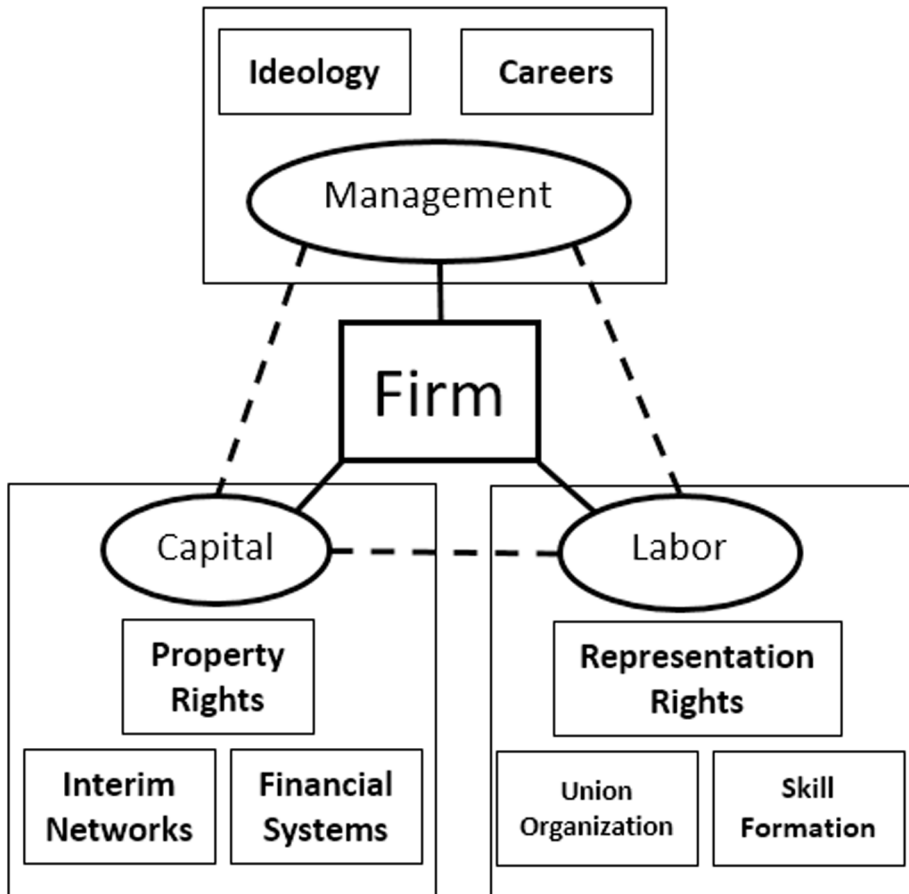 Ideology
Careers
Management
Firm
Capital
Labor
Property
Rights
Representation
Rights
Interim
Networks
Financial
Systems
Union
Organization
Skill
Formation